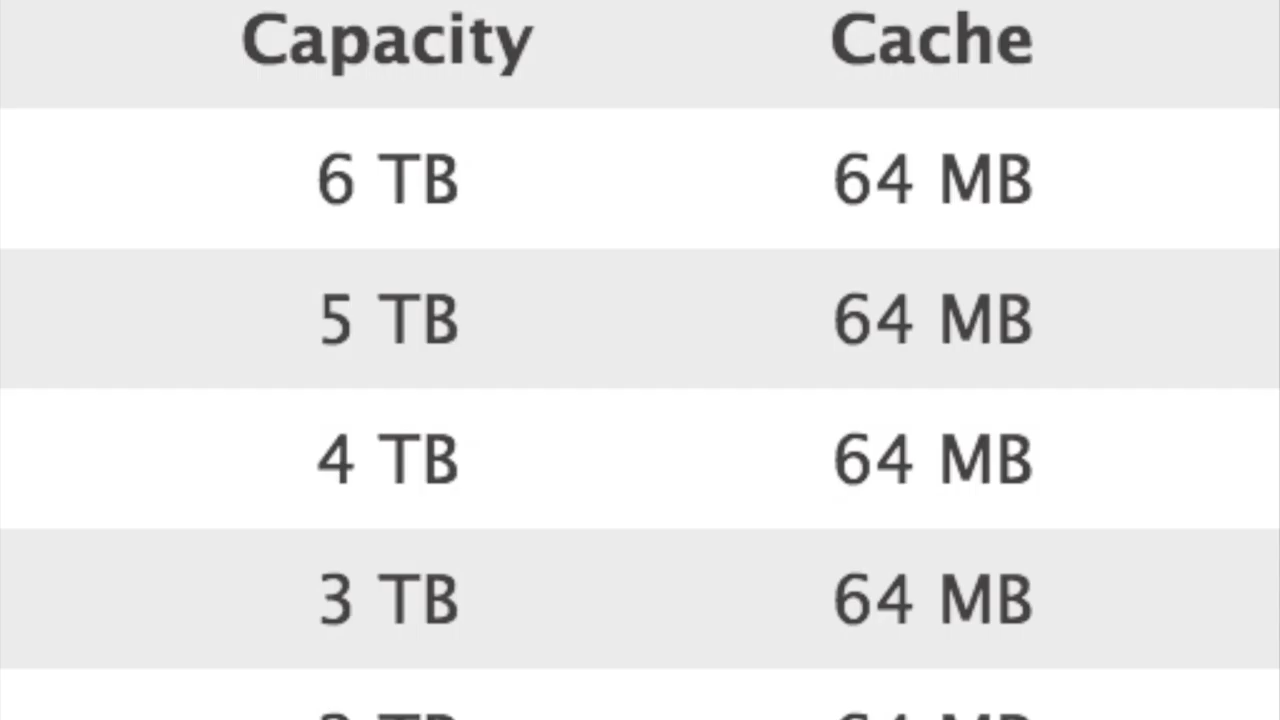 Capacity Cache
6 TB 64 MB
5 TB 64 MB
4 TB 64 MB
3 TB 64 MB